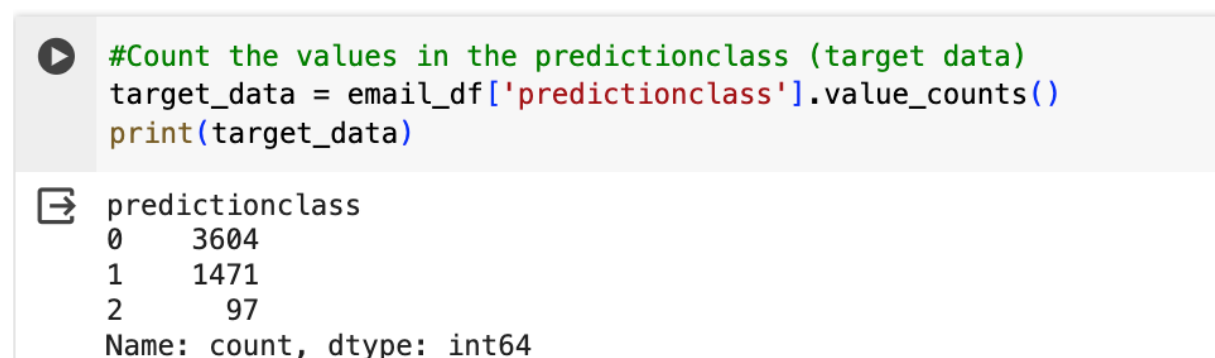 #Count the values in the predictionclass (target data)
target_data = email_df['predictionclass'].value_counts()
print(target_data)
predictionclass
0    3604
1    1471
2      97
Name: count, dtype: int64